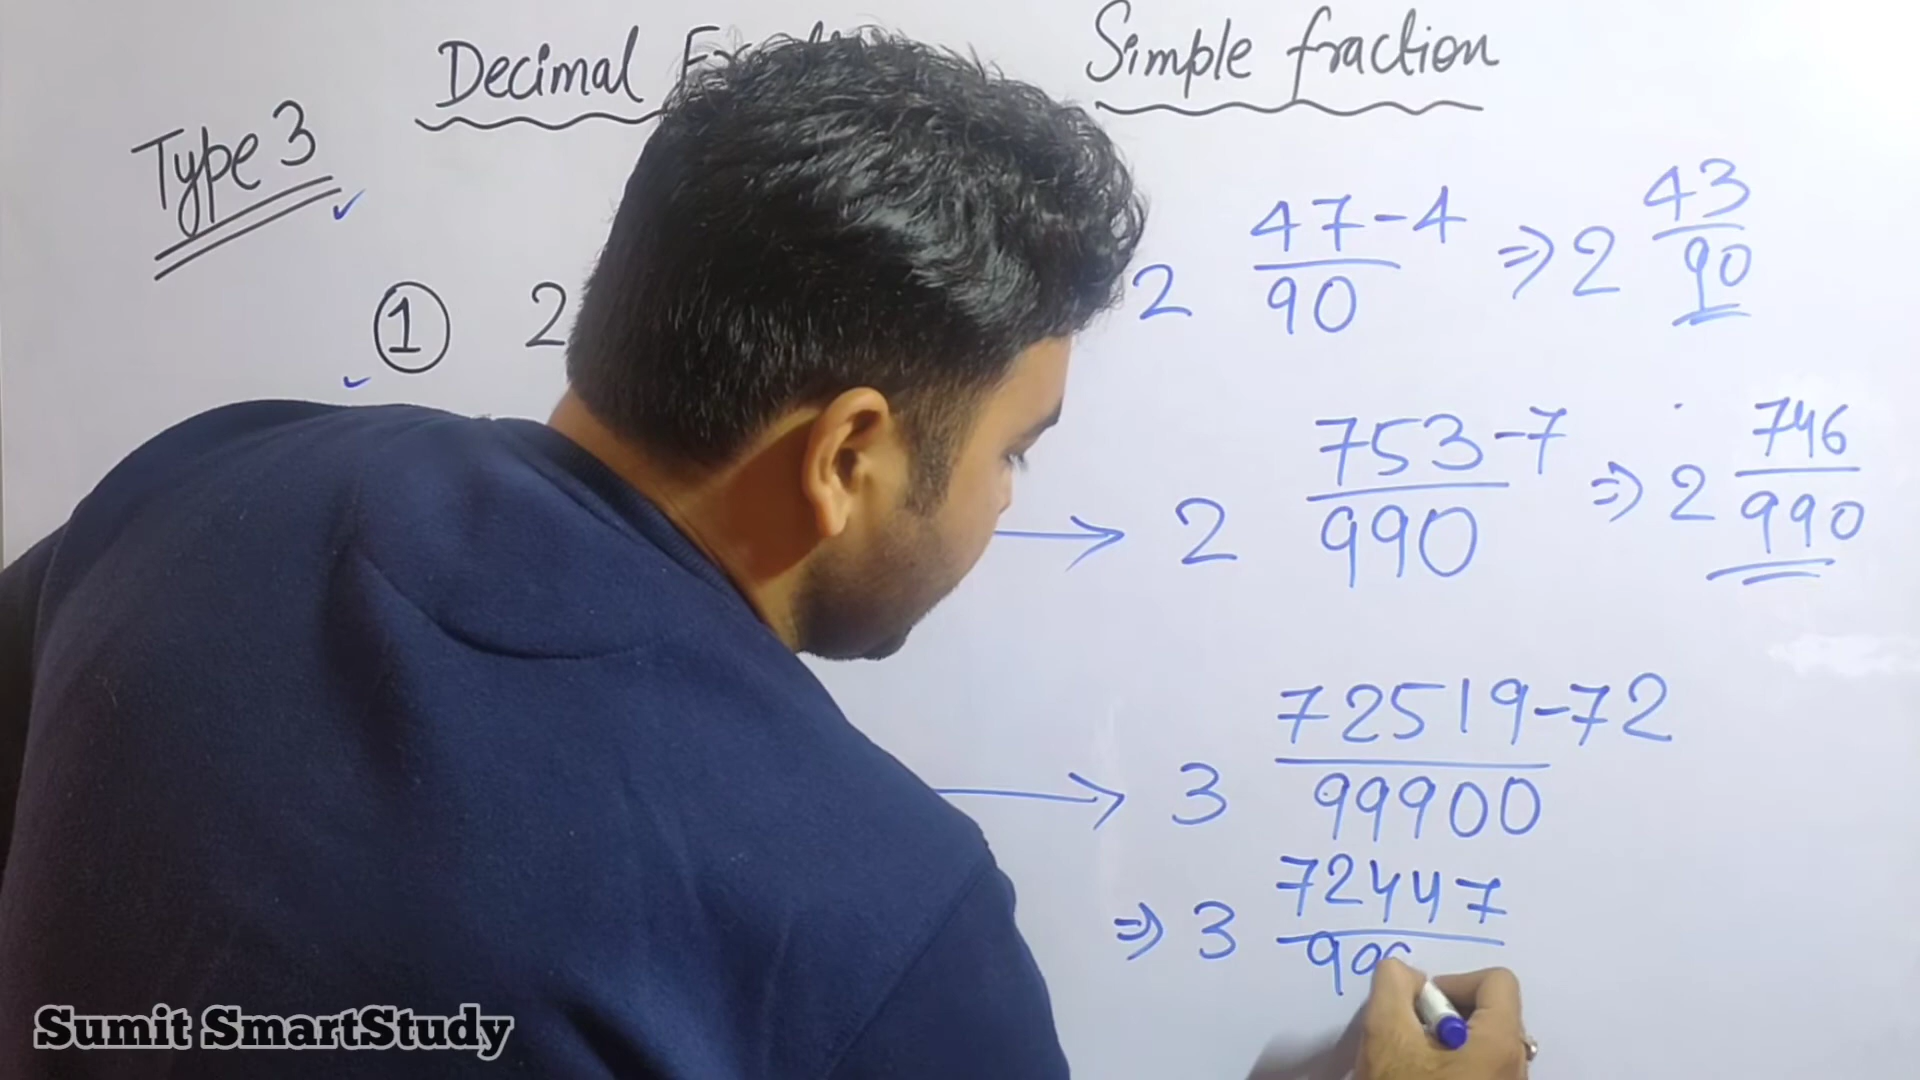 Decimal Simple fraction
Type 3
① 2
2 47-4/90 ⇒ 2 43/90
→ 2 753-7/990 ⇒ 2 746/990
→ 3 72519-72/99900
⇒ 3 72447/99
Sumit SmartStudy